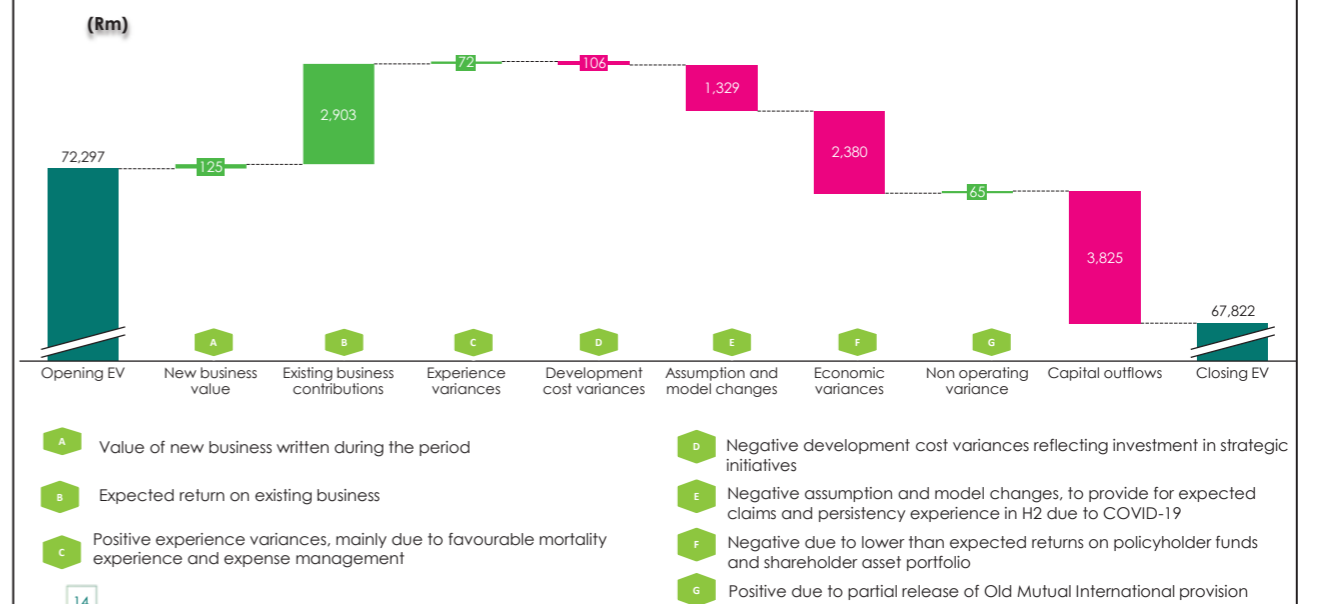 (Rm)
72,297
125
2,903
72
106
1,329
2,380
65
3,825
67,822
A
B
C
D
E
F
G
Opening EV
New business
value
Existing business
contributions
Experience
variances
Development
cost variances
Assumption and
model changes
Economic
variances
Non operating
variance
Capital outflows
Closing EV
A
Value of new business written during the period
B
Expected return on existing business
C
Positive experience variances, mainly due to favourable mortality
experience and expense management
D
Negative development cost variances reflecting investment in strategic
initiatives
E
Negative assumption and model changes, to provide for expected
claims and persistency experience in H2 due to COVID-19
F
Negative due to lower than expected returns on policyholder funds
and shareholder asset portfolio
G
Positive due to partial release of Old Mutual International provision
14